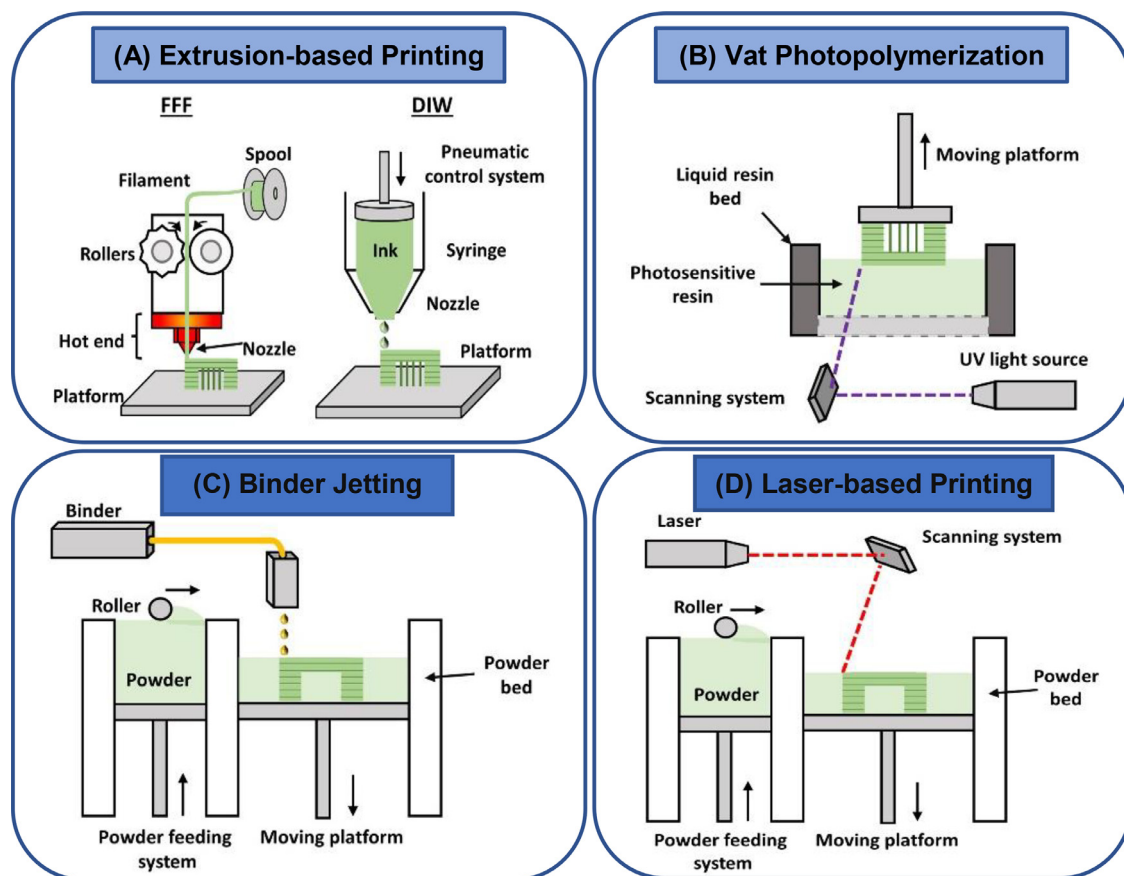 (A) Extrusion-based Printing
FFF
DIW
Spool
Filament
Rollers
Hot end
Nozzle
Platform
Pneumatic
control system
Ink
Syringe
Nozzle
Platform
(B) Vat Photopolymerization
Moving platform
Liquid resin
bed
Photosensitive
resin
UV light source
Scanning system
(C) Binder Jetting
Binder
Roller
Powder
Powder
bed
Powder feeding
system
Moving platform
(D) Laser-based Printing
Laser
Scanning system
Roller
Powder
Powder
bed
Powder feeding
system
Moving platform